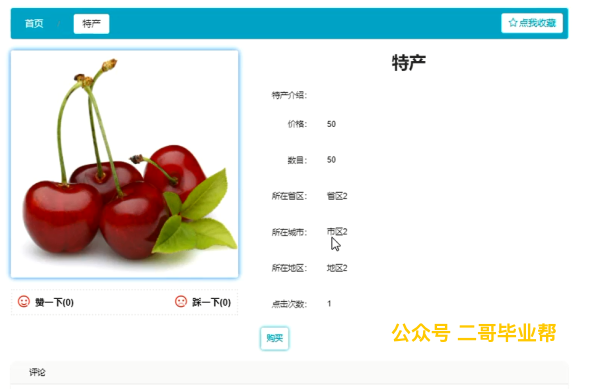 首页 / 特产 ☆点我收藏
特产
特产介绍:
价格: 50
数目: 50
所在省区: 省区2
所在城市: 市区2
所在地区: 地区2
点击次数: 1
赞一下(0) 踩一下(0)
购买
公众号 二哥毕业帮
评论